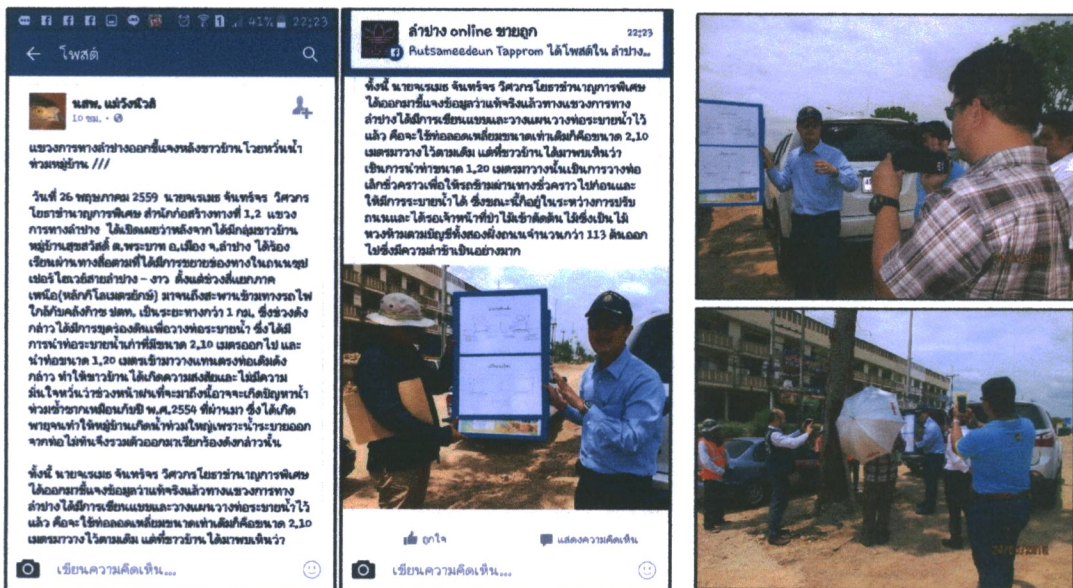 41% 22:23
โพสต์
นสพ. แม่วังนิวส์
10 ชม.
แขวงการทางลำปางออกชี้แจงหลังชาวบ้าน โวยหวั่นน้ำ
ท่วมหมู่บ้าน ///
วันที่ 26 พฤษภาคม 2559 นายจเรเมธ จันทร์จร วิศวกร
โยธาชำนาญการพิเศษ สำนักก่อสร้างทางที่ 1,2 แขวง
การทางลำปาง ได้เปิดเผยว่าหลังจากได้มีกลุ่มชาวบ้าน
หมู่บ้านสุขสวัสดิ์ ต.พระบาท อ.เมือง จ.ลำปาง ได้ร้อง
เรียนผ่านทางสื่อตามที่ได้มีการขยายช่องทางในถนนซุป
เปอร์ไฮเวย์สายลำปาง - งาว ตั้งแต่ช่วงสี่แยกภาค
เหนือ(หลักกิโลเมตรยักษ์) มาจนถึงสะพานข้ามทางรถไฟ
ใกล้กับคลังก๊าซ ปตท. เป็นระยะทางกว่า 1 กม. ซึ่งช่วงดัง
กล่าว ได้มีการขุดร่องดินเพื่อวางท่อระบายน้ำ ซึ่งได้มี
การนำท่อระบายน้ำเก่าที่มีขนาด 2,10 เมตรออกไป และ
นำท่อขนาด 1,20 เมตรเข้ามาวางแทนตรงท่อเดิมดัง
กล่าว ทำให้ชาวบ้าน ได้เกิดความสงสัยและ ไม่มีความ
มั่นใจหวั่นว่าช่วงหน้าฝนที่จะมาถึงนี้อาจจะเกิดปัญหาน้ำ
ท่วมซ้ำซากเหมือนกับปี พ.ศ.2554 ที่ผ่านมา ซึ่งได้เกิด
พายุจนทำให้หมู่บ้านเกิดน้ำท่วมใหญ่เพราะน้ำระบายออก
จากท่อไม่ทันจึงรวมตัวออกมาเรียกร้องดังกล่าวนั้น
ทั้งนี้ นายจเรเมธ จันทร์จร วิศวกรโยธาชำนาญการพิเศษ
ได้ออกมาชี้แจงข้อมูลว่าแท้จริงแล้วทางแขวงการทาง
ลำปางได้มีการเขียนแบบและวางแผนวางท่อระบายน้ำไว้
แล้ว คือจะใช้ท่อลอดเหลี่ยมขนาดเท่าเดิมก็คือขนาด 2,10
เมตรมาวางไว้ตามเดิม แต่ที่ชาวบ้าน ได้มาพบเห็นว่า
เขียนความคิดเห็น...
ลำปาง online ขายถูก 22:23
Rutsameedeun Tapprom ได้โพสต์ใน ลำปาง...
ทั้งนี้ นายจเรเมธ จันทร์จร วิศวกรโยธาชำนาญการพิเศษ
ได้ออกมาชี้แจงข้อมูลว่าแท้จริงแล้วทางแขวงการทาง
ลำปางได้มีการเขียนแบบและวางแผนวางท่อระบายน้ำไว้
แล้ว คือจะใช้ท่อลอดเหลี่ยมขนาดเท่าเดิมก็คือขนาด 2,10
เมตรมาวางไว้ตามเดิม แต่ที่ชาวบ้าน ได้มาพบเห็นว่า
เป็นการนำท่าขนาด 1,20 เมตรมาวางนั้นเป็นการวางท่อ
เล็กชั่วคราวเพื่อให้รถข้ามผ่านทางชั่วคราวไปก่อนและ
ให้มีการระบายน้ำได้ ซึ่งขณะนี้ก็อยู่ในระหว่างการปรับ
ถนนและได้รอเจ้าหน้าที่ป่าไม้เข้าตัดต้นไม้ซึ่งเป็นไม้
หวงห้ามตามบัญชีทั้งสองฝั่งถนนจำนวนกว่า 113 ต้นออก
ไปซึ่งมีความล่าช้าเป็นอย่างมาก
ถูกใจ
แสดงความคิดเห็น
เขียนความคิดเห็น...